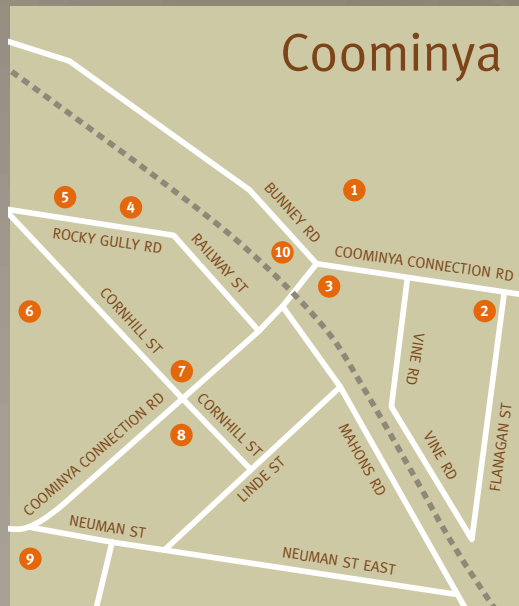 Coominya
1
5
4
BUNNEY RD
ROCKY GULLY RD
RAILWAY ST
10
COOMINYA CONNECTION RD
3
6
CORNHILL ST
2
VINE RD
7
CORNHILL ST
8
COOMINYA CONNECTION RD
MAHONS RD
VINE RD
FLANAGAN ST
LINDE ST
NEUMAN ST
9
NEUMAN ST EAST